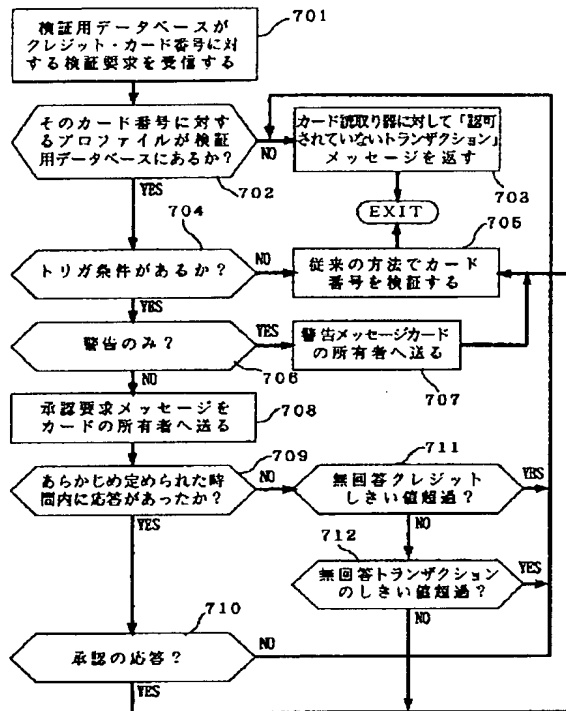 701
検証用データベースが
クレジット・カード番号に対
する検証要求を受信する
そのカード番号に対す
るプロファイルが検証
用データベースにあるか?
NO
YES
702
カード読取り器に対して「認可
されていないトランザクション」
メッセージを返す
703
EXIT
704
トリガ条件があるか?
NO
YES
705
従来の方法でカード
番号を検証する
警告のみ?
YES
NO
706
警告メッセージカード
の所有者へ送る
707
承認要求メッセージを
カードの所有者へ送る
708
709
あらかじめ定められた時
間内に応答があったか?
NO
YES
711
無回答クレジット
しきい値超過?
YES
NO
712
無回答トランザクション
のしきい値超過?
YES
NO
710
承認の応答?
NO
YES